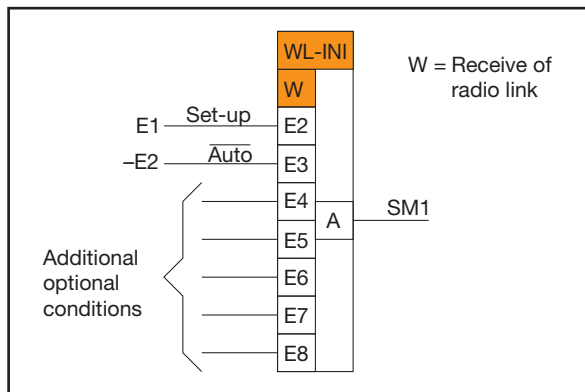 WL-INI
W = Receive of
radio link
W
E1 Set-up E2
–E2 A̅u̅t̅o̅ E3
E4
A SM1
E5
Additional
optional
conditions
E6
E7
E8